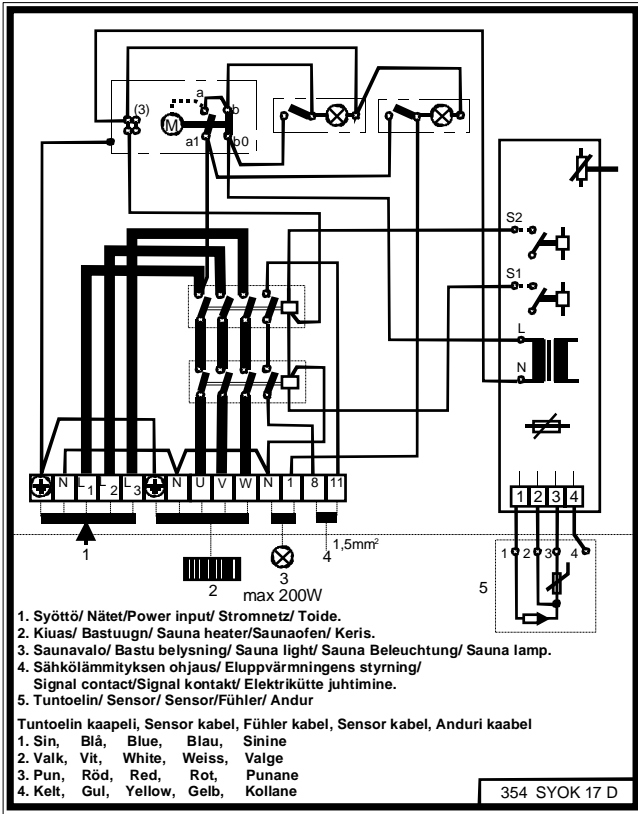 (3)
a
b
M
a1
b0
S2
S1
L
N
N L1 L2 L3 N U V W N 1 8 11
1 2 3 4
1
2
3
max 200W
4
1,5mm²
1 2 3 4
5
1. Syöttö/ Nätet/Power input/ Stromnetz/ Toide.
2. Kiuas/ Bastuugn/ Sauna heater/Saunaofen/ Keris.
3. Saunavalo/ Bastu belysning/ Sauna light/ Sauna Beleuchtung/ Sauna lamp.
4. Sähkölämmityksen ohjaus/ Eluppvärmningens styrning/
Signal contact/Signal kontakt/ Elektrikütte juhtimine.
5. Tuntoelin/ Sensor/ Sensor/Fühler/ Andur
Tuntoelin kaapeli, Sensor kabel, Fühler kabel, Sensor kabel, Anduri kaabel
1. Sin, Blå, Blue, Blau, Sinine
2. Valk, Vit, White, Weiss, Valge
3. Pun, Röd, Red, Rot, Punane
4. Kelt, Gul, Yellow, Gelb, Kollane
354 SYOK 17 D